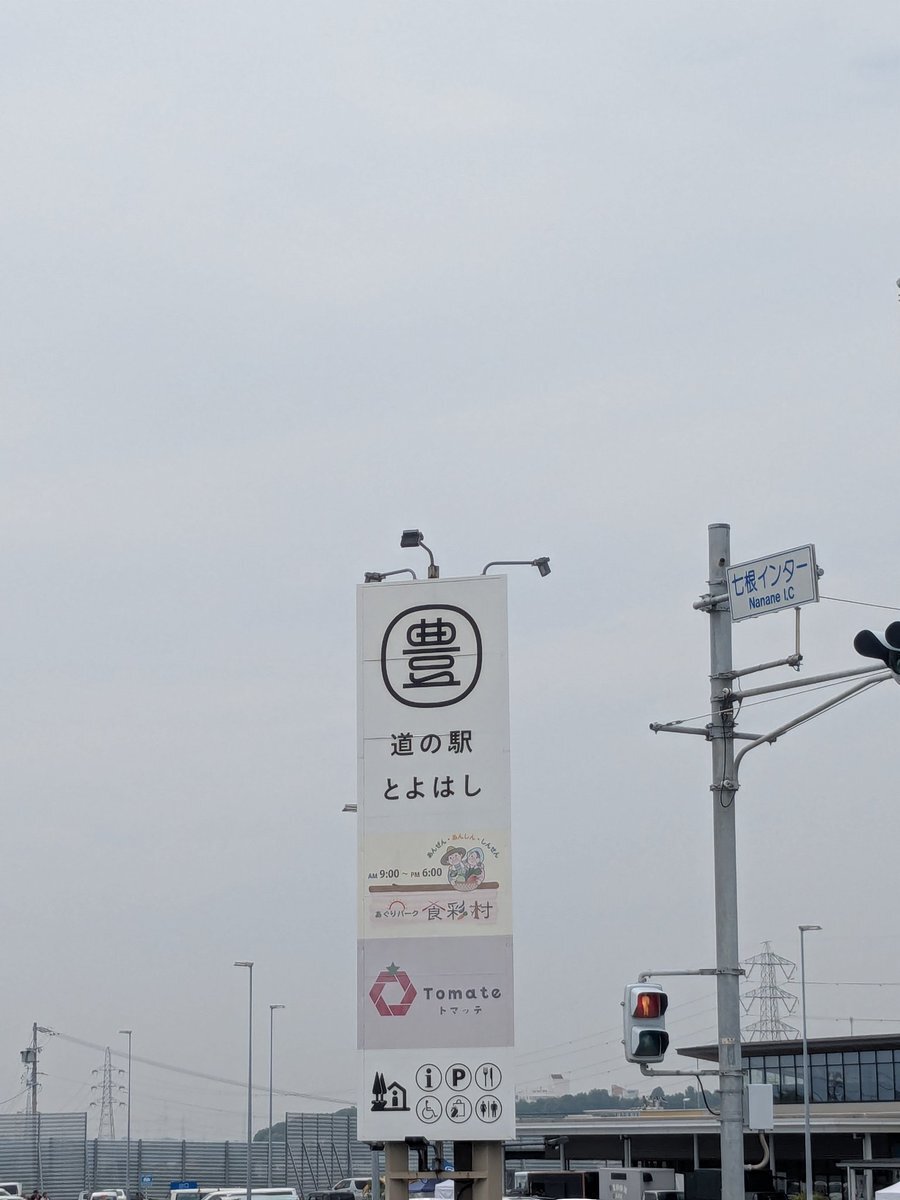 豊
道の駅
とよはし
あんぜん・あんしん・しんせん
AM 9:00 ~ PM 6:00
あぐりパーク 食彩村
Tomate
トマッテ
i P
七根インター
Nanane I.C